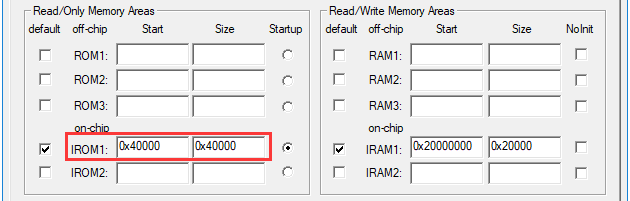 Read/Only Memory Areas
default off-chip Start Size Startup
ROM1:
ROM2:
ROM3:
on-chip
IROM1: 0x40000 0x40000
IROM2:
Read/Write Memory Areas
default off-chip Start Size NoInit
RAM1:
RAM2:
RAM3:
on-chip
IRAM1: 0x20000000 0x20000
IRAM2: